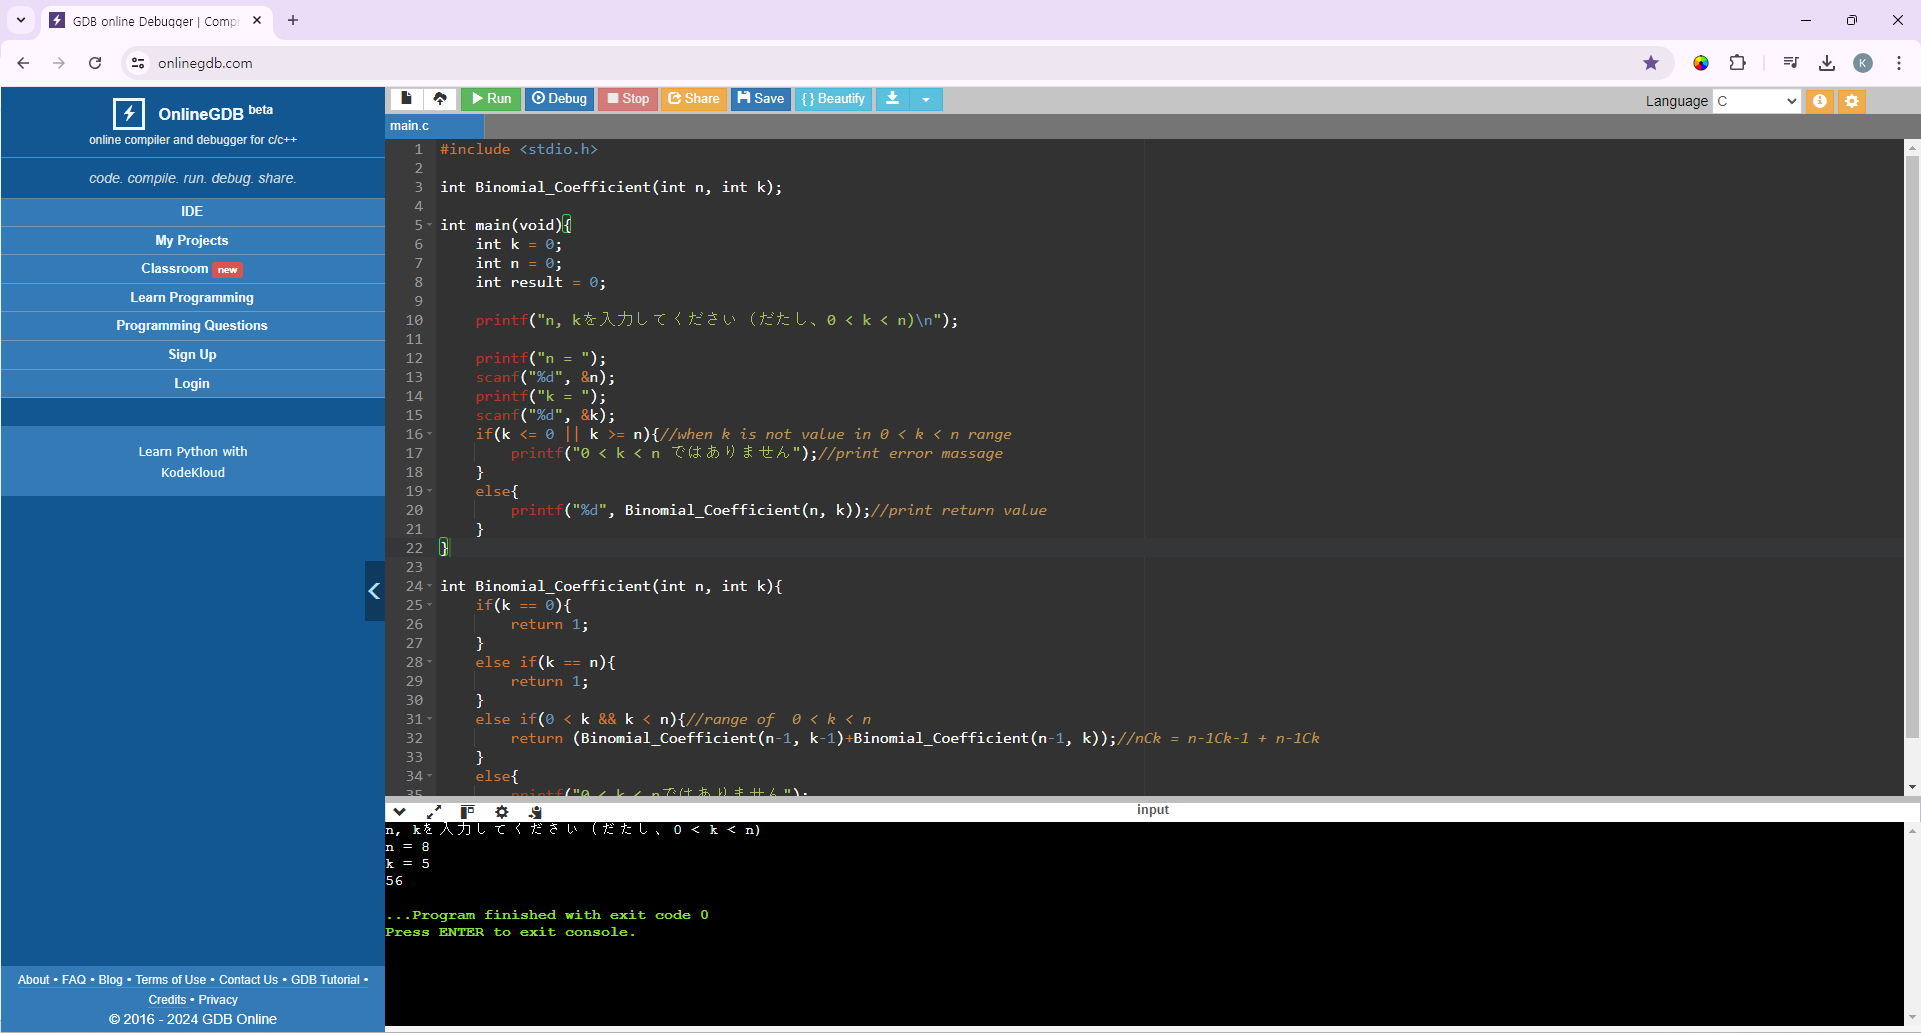 GDB online Debugger | Compi
onlinegdb.com
K
OnlineGDB beta
online compiler and debugger for c/c++
code. compile. run. debug. share.
IDE
My Projects
Classroom new
Learn Programming
Programming Questions
Sign Up
Login
Learn Python with
KodeKloud
About • FAQ • Blog • Terms of Use • Contact Us • GDB Tutorial •
Credits • Privacy
© 2016 - 2024 GDB Online
Run Debug Stop Share Save { } Beautify
Language C
main.c
1 #include <stdio.h>
2
3 int Binomial_Coefficient(int n, int k);
4
5 int main(void){
6 int k = 0;
7 int n = 0;
8 int result = 0;
9
10 printf("n, kを入力してください（だたし、0 < k < n)\n");
11
12 printf("n = ");
13 scanf("%d", &n);
14 printf("k = ");
15 scanf("%d", &k);
16 if(k <= 0 || k >= n){//when k is not value in 0 < k < n range
17 printf("0 < k < n ではありません");//print error massage
18 }
19 else{
20 printf("%d", Binomial_Coefficient(n, k));//print return value
21 }
22 }
23
24 int Binomial_Coefficient(int n, int k){
25 if(k == 0){
26 return 1;
27 }
28 else if(k == n){
29 return 1;
30 }
31 else if(0 < k && k < n){//range of  0 < k < n
32 return (Binomial_Coefficient(n-1, k-1)+Binomial_Coefficient(n-1, k));//nCk = n-1Ck-1 + n-1Ck
33 }
34 else{
35 printf("0 < k < nではありません");
input
n, kを入力してください（だたし、0 < k < n)
n = 8
k = 5
56
...Program finished with exit code 0
Press ENTER to exit console.